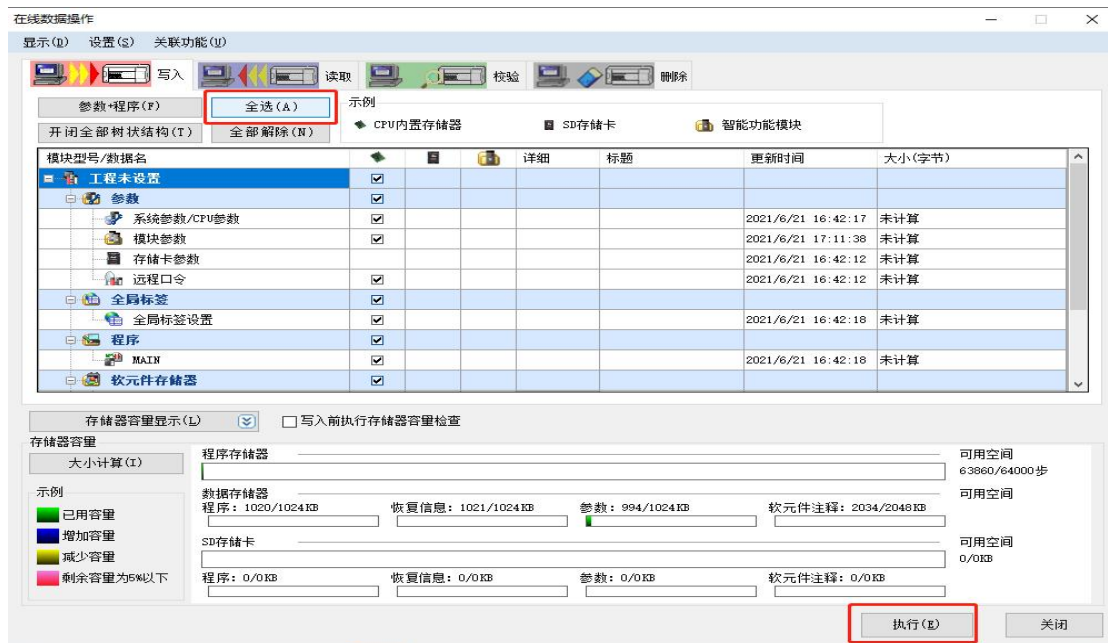 在线数据操作
显示(D) 设置(S) 关联功能(U)
写入 读取 校验 删除
参数+程序(F) 全选(A) 示例
开闭全部树状结构(T) 全部解除(N) CPU内置存储器 SD存储卡 智能功能模块
模块型号/数据名 详细 标题 更新时间 大小(字节)
工程未设置
参数
系统参数/CPU参数 2021/6/21 16:42:17 未计算
模块参数 2021/6/21 17:11:38 未计算
存储卡参数 2021/6/21 16:42:12 未计算
远程口令 2021/6/21 16:42:12 未计算
全局标签
全局标签设置 2021/6/21 16:42:18 未计算
程序
MAIN 2021/6/21 16:42:18 未计算
软元件存储器
存储器容量显示(L) 写入前执行存储器容量检查
存储器容量
大小计算(I) 程序存储器 可用空间
63860/64000步
示例 数据存储器 可用空间
已用容量 程序: 1020/1024KB 恢复信息: 1021/1024KB 参数: 994/1024KB 软元件注释: 2034/2048KB
增加容量
减少容量 SD存储卡 可用空间
0/0KB
剩余容量为5%以下 程序: 0/0KB 恢复信息: 0/0KB 参数: 0/0KB 软元件注释: 0/0KB
执行(E) 关闭